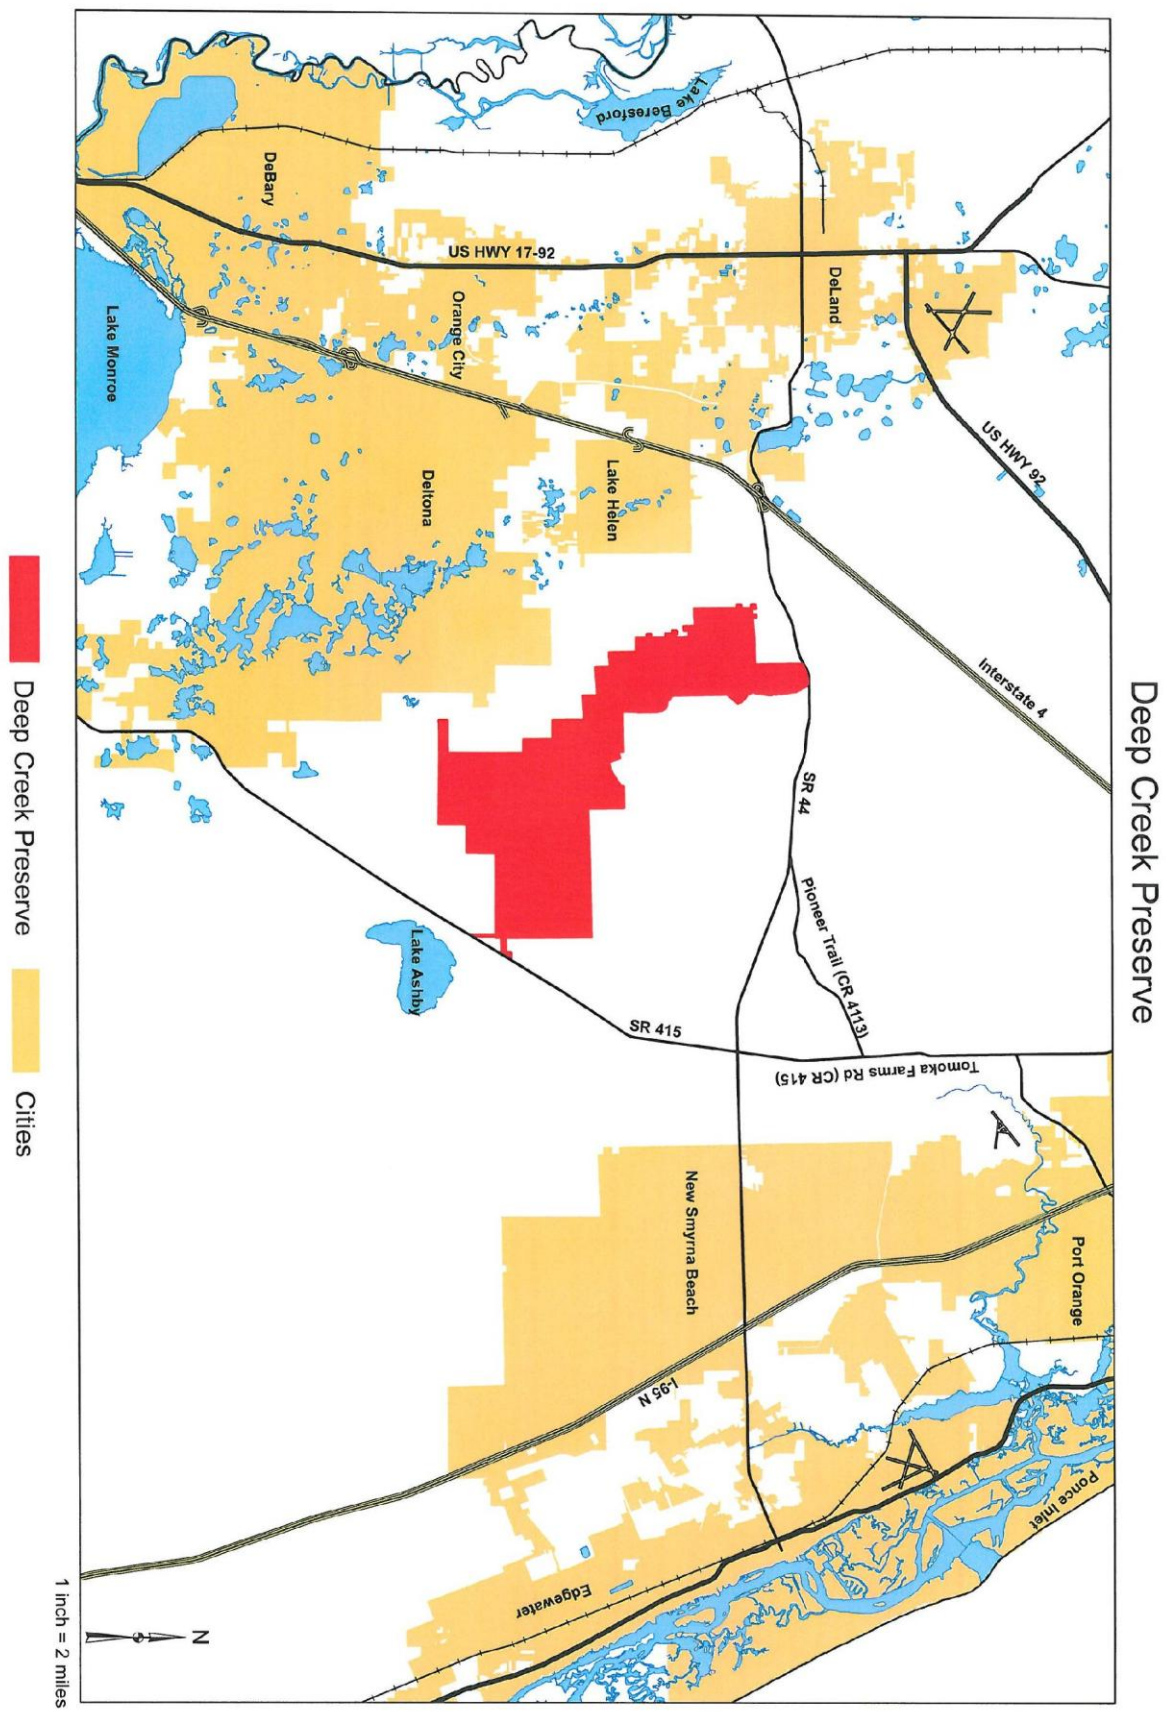 Deep Creek Preserve
Lake Beresford
DeBary
US HWY 17-92
DeLand
Orange City
Lake Monroe
US HWY 92
Lake Helen
Deltona
Interstate 4
SR 44
Pioneer Trail (CR 4113)
Lake Ashby
SR 415
Tomoka Farms Rd (CR 415)
New Smyrna Beach
Port Orange
I-95 N
Ponce Inlet
Edgewater
N
1 inch = 2 miles
Deep Creek Preserve
Cities